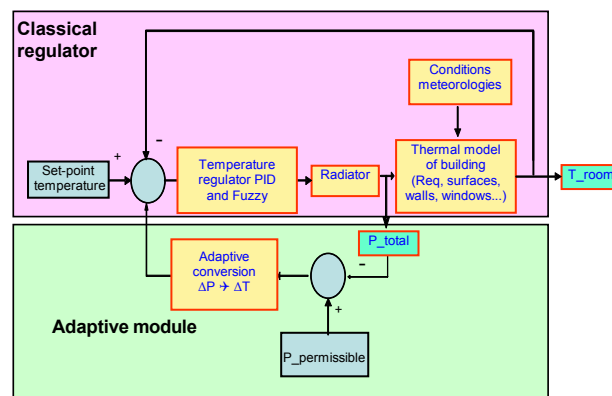 Classical
regulator
Conditions
meteorologies
−
+
Set-point
temperature
Temperature
regulator PID
and Fuzzy
Radiator
Thermal model
of building
(Req, surfaces,
walls, windows...)
T_room
P_total
Adaptive
conversion
ΔP → ΔT
−
+
Adaptive module
P_permissible